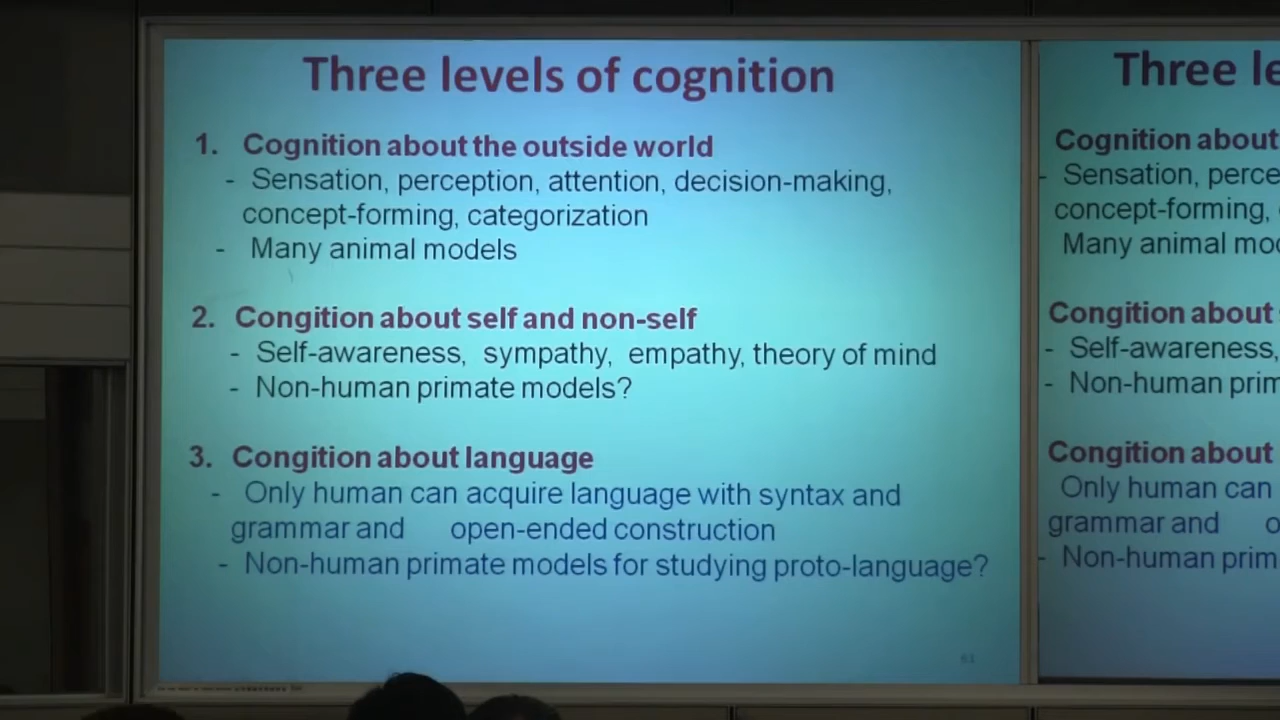 Three levels of cognition
1. Cognition about the outside world
- Sensation, perception, attention, decision-making,
concept-forming, categorization
- Many animal models
2. Congition about self and non-self
- Self-awareness, sympathy, empathy, theory of mind
- Non-human primate models?
3. Congition about language
- Only human can acquire language with syntax and
grammar and open-ended construction
- Non-human primate models for studying proto-language?
Three le
Cognition about
- Sensation, perce
concept-forming,
Many animal mod
Congition about
- Self-awareness,
- Non-human prim
Congition about
Only human can
grammar and o
- Non-human prim